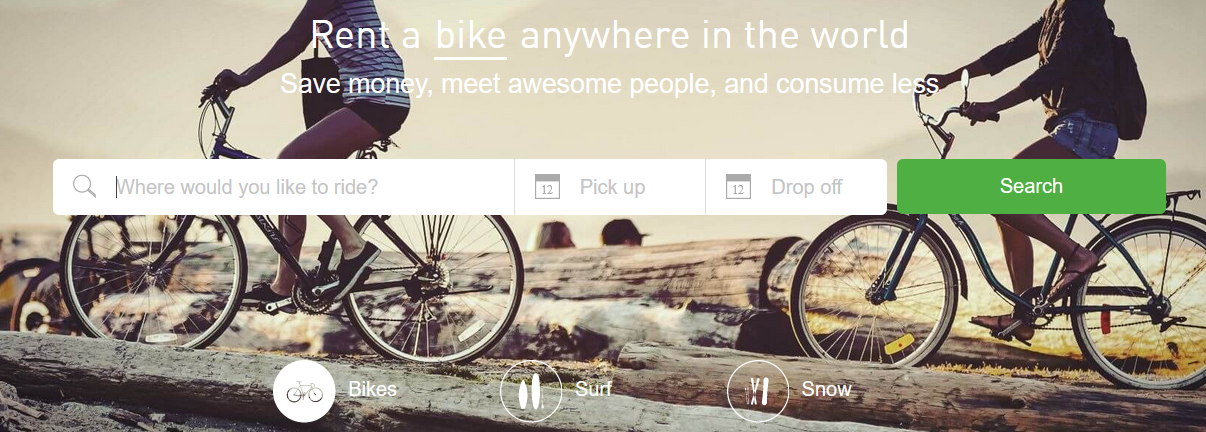 Rent a bike anywhere in the world
Save money, meet awesome people, and consume less
Where would you like to ride? 12 Pick up 12 Drop off Search
Bikes Surf Snow